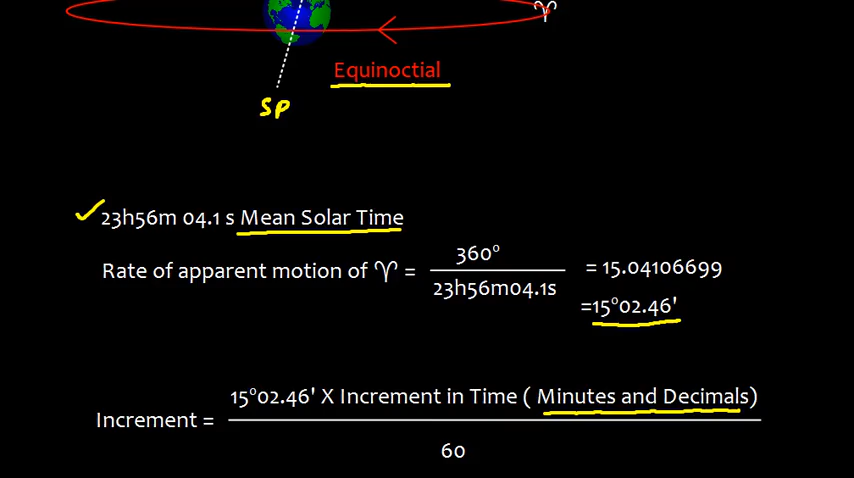 ♈
Equinoctial
SP
23h56m 04.1 s Mean Solar Time
Rate of apparent motion of ♈ = 360° / 23h56m04.1s = 15.04106699
=15°02.46'
Increment = 15°02.46' X Increment in Time ( Minutes and Decimals) / 60